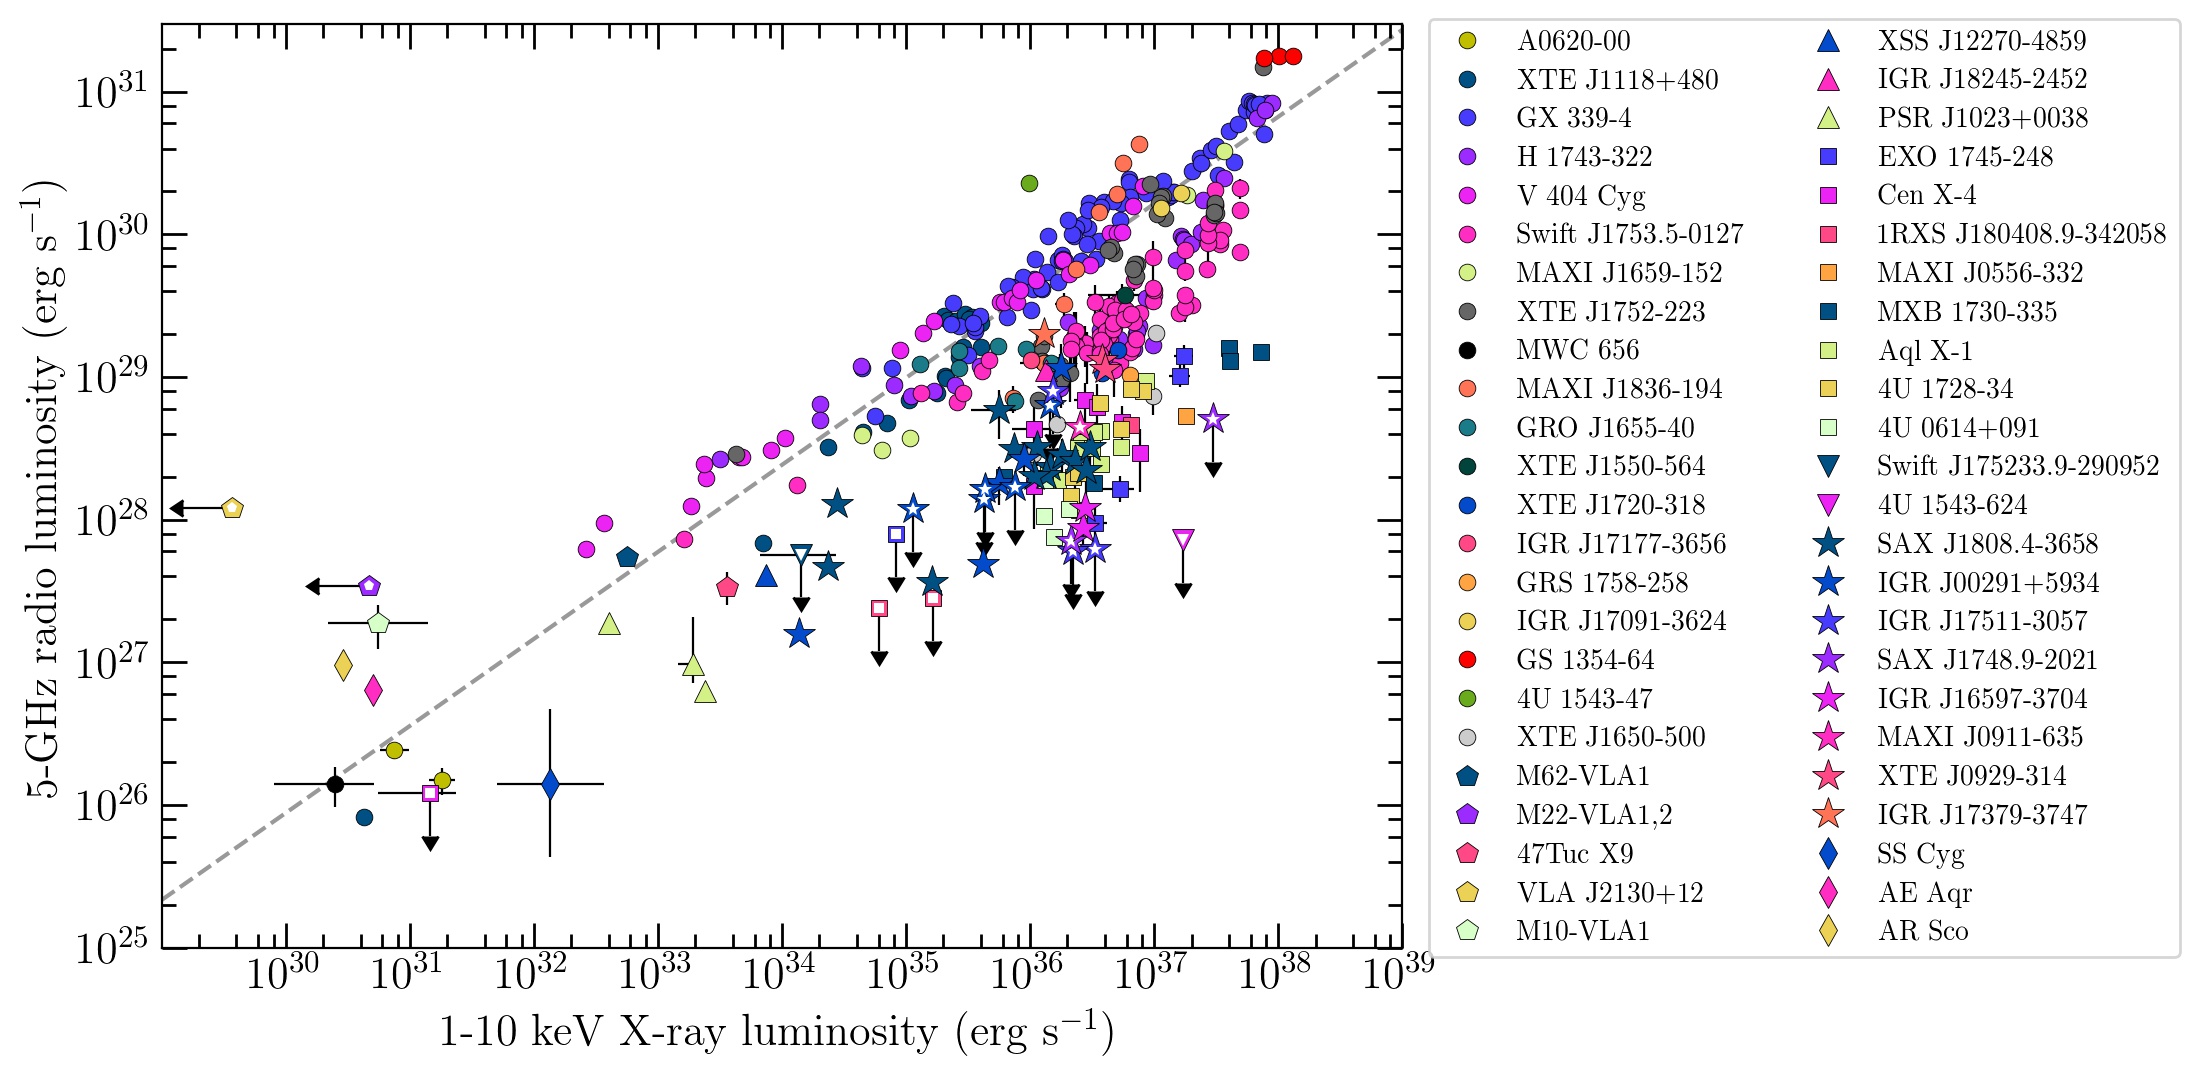 10^31
10^30
10^29
10^28
10^27
10^26
10^25
5-GHz radio luminosity (erg s^−1)
10^30 10^31 10^32 10^33 10^34 10^35 10^36 10^37 10^38 10^39
1-10 keV X-ray luminosity (erg s^−1)
A0620-00
XTE J1118+480
GX 339-4
H 1743-322
V 404 Cyg
Swift J1753.5-0127
MAXI J1659-152
XTE J1752-223
MWC 656
MAXI J1836-194
GRO J1655-40
XTE J1550-564
XTE J1720-318
IGR J17177-3656
GRS 1758-258
IGR J17091-3624
GS 1354-64
4U 1543-47
XTE J1650-500
M62-VLA1
M22-VLA1,2
47Tuc X9
VLA J2130+12
M10-VLA1
XSS J12270-4859
IGR J18245-2452
PSR J1023+0038
EXO 1745-248
Cen X-4
1RXS J180408.9-342058
MAXI J0556-332
MXB 1730-335
Aql X-1
4U 1728-34
4U 0614+091
Swift J175233.9-290952
4U 1543-624
SAX J1808.4-3658
IGR J00291+5934
IGR J17511-3057
SAX J1748.9-2021
IGR J16597-3704
MAXI J0911-635
XTE J0929-314
IGR J17379-3747
SS Cyg
AE Aqr
AR Sco